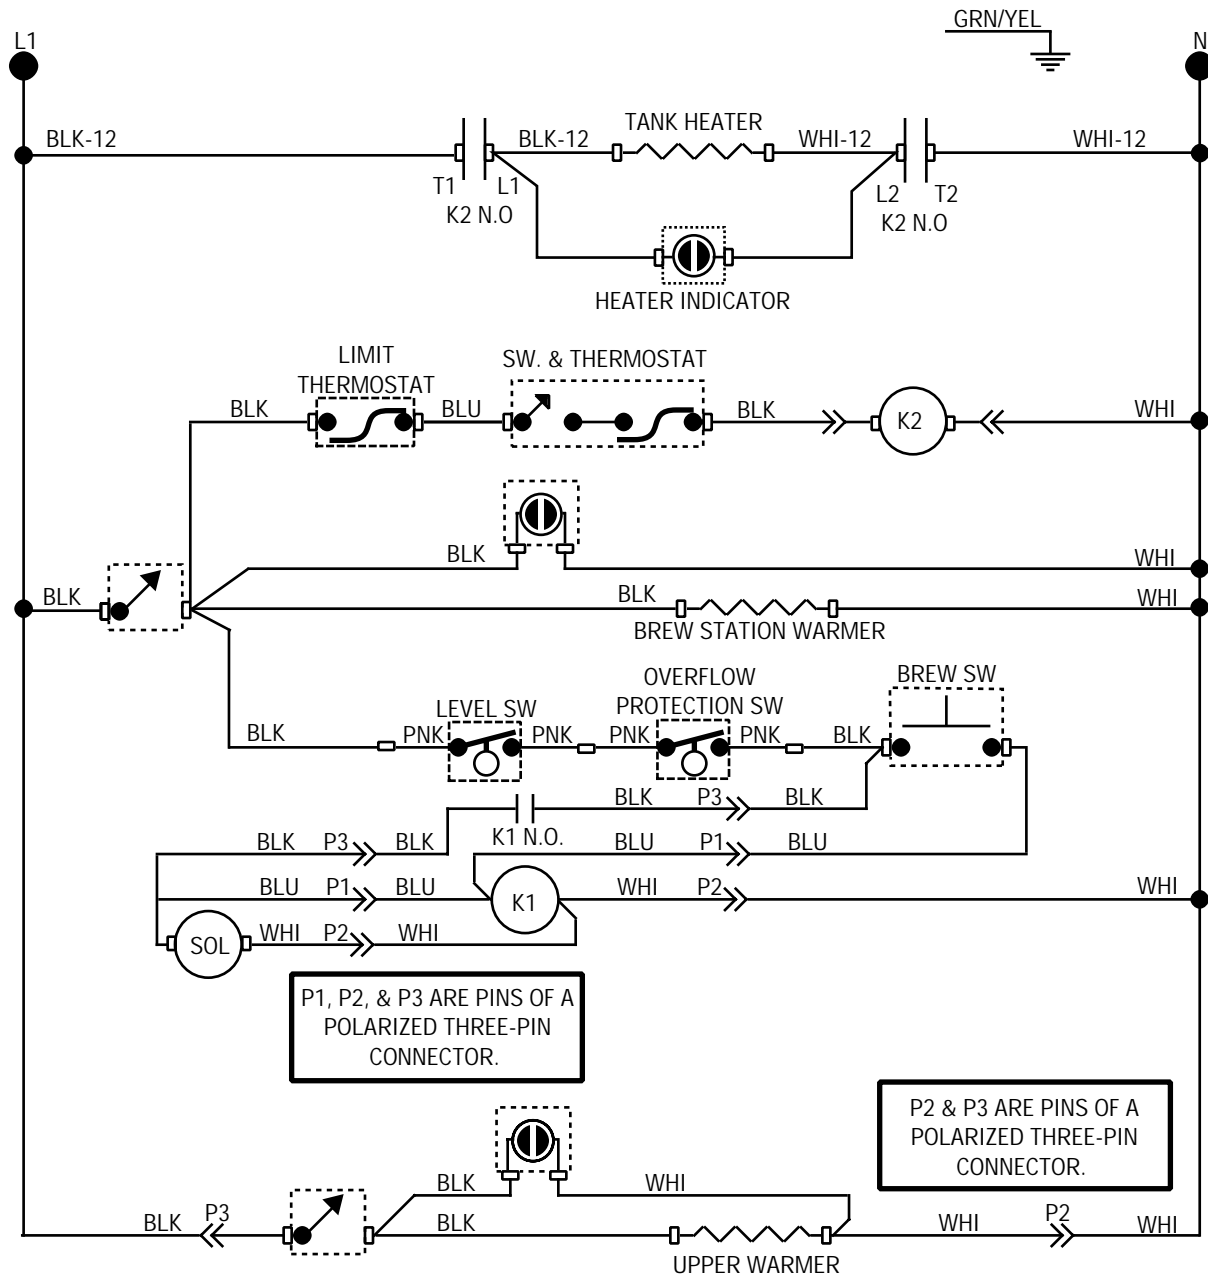 GRN/YEL
L1
N
BLK-12
BLK-12
TANK HEATER
WHI-12
WHI-12
T1
L1
L2
T2
K2 N.O
K2 N.O
HEATER INDICATOR
LIMIT
THERMOSTAT
SW. & THERMOSTAT
BLK
BLU
BLK
K2
WHI
BLK
WHI
BLK
BLK
WHI
BREW STATION WARMER
OVERFLOW
PROTECTION SW
BREW SW
LEVEL SW
BLK
PNK
PNK
PNK
PNK
BLK
BLK
P3
BLK
K1 N.O.
BLK
P3
BLK
BLU
P1
BLU
BLU
P1
BLU
K1
WHI
P2
WHI
SOL
WHI
P2
WHI
P1, P2, & P3 ARE PINS OF A
POLARIZED THREE-PIN
CONNECTOR.
P2 & P3 ARE PINS OF A
POLARIZED THREE-PIN
CONNECTOR.
BLK
WHI
BLK
P3
BLK
WHI
P2
WHI
UPPER WARMER